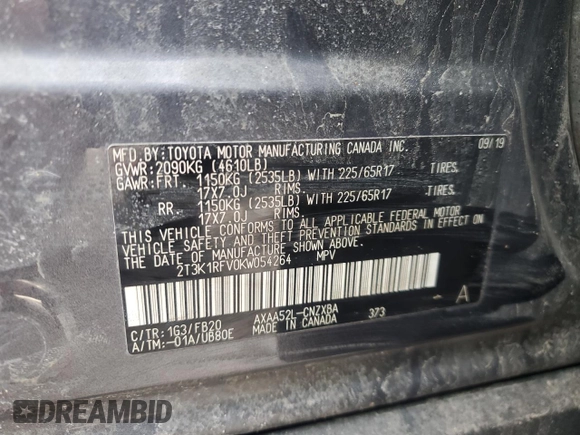 MFD.BY:TOYOTA MOTOR MANUFACTURING CANADA INC. 09/19
GVWR:2090KG (4610LB)
GAWR:FRT. 1150KG (2535LB) WITH 225/65R17 TIRES.
17X7.0J RIMS.
RR. 1150KG (2535LB) WITH 225/65R17 TIRES.
17X7.0J RIMS.
THIS VEHICLE CONFORMS TO ALL APPLICABLE FEDERAL MOTOR
VEHICLE SAFETY AND THEFT PREVENTION STANDARDS IN EFFECT ON
THE DATE OF MANUFACTURE SHOWN ABOVE.
2T3K1RFV0KW054264 MPV
C/TR: 1G3/FB20 AXAA52L-CNZXBA 373 A
A/TM:-01A/UB80E MADE IN CANADA
DREAMBID